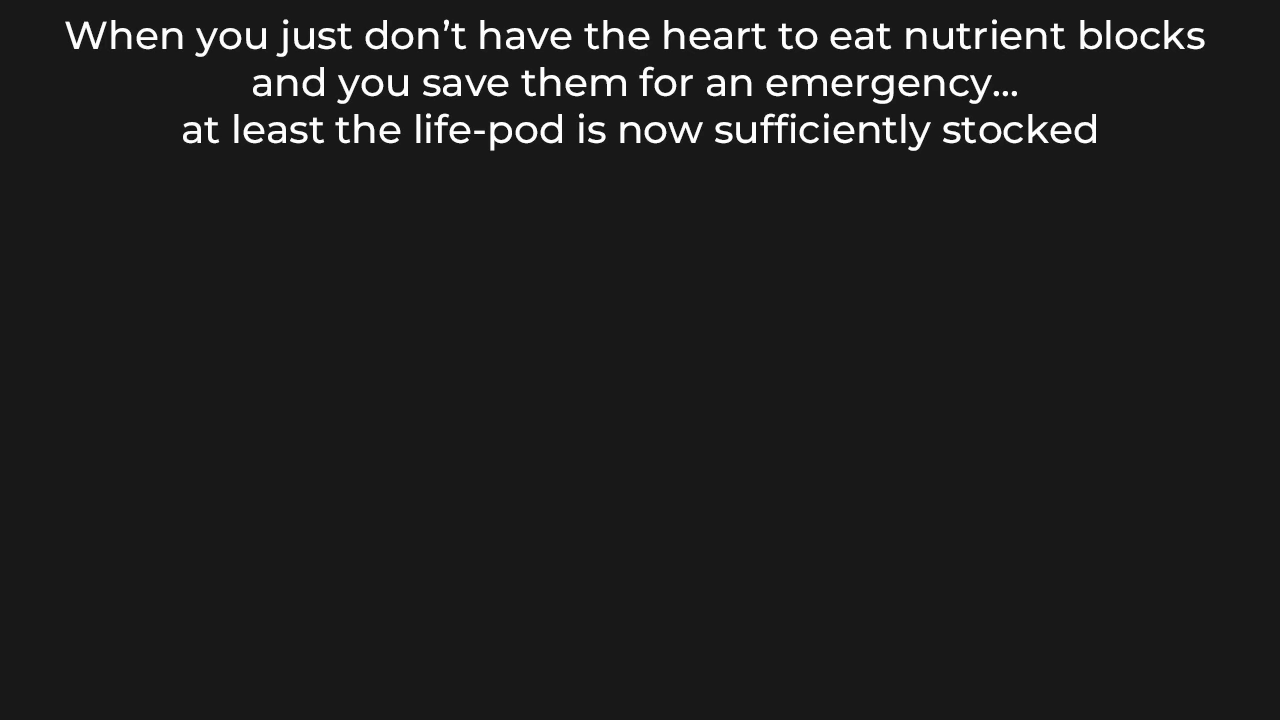 When you just don’t have the heart to eat nutrient blocks
and you save them for an emergency...
at least the life-pod is now sufficiently stocked